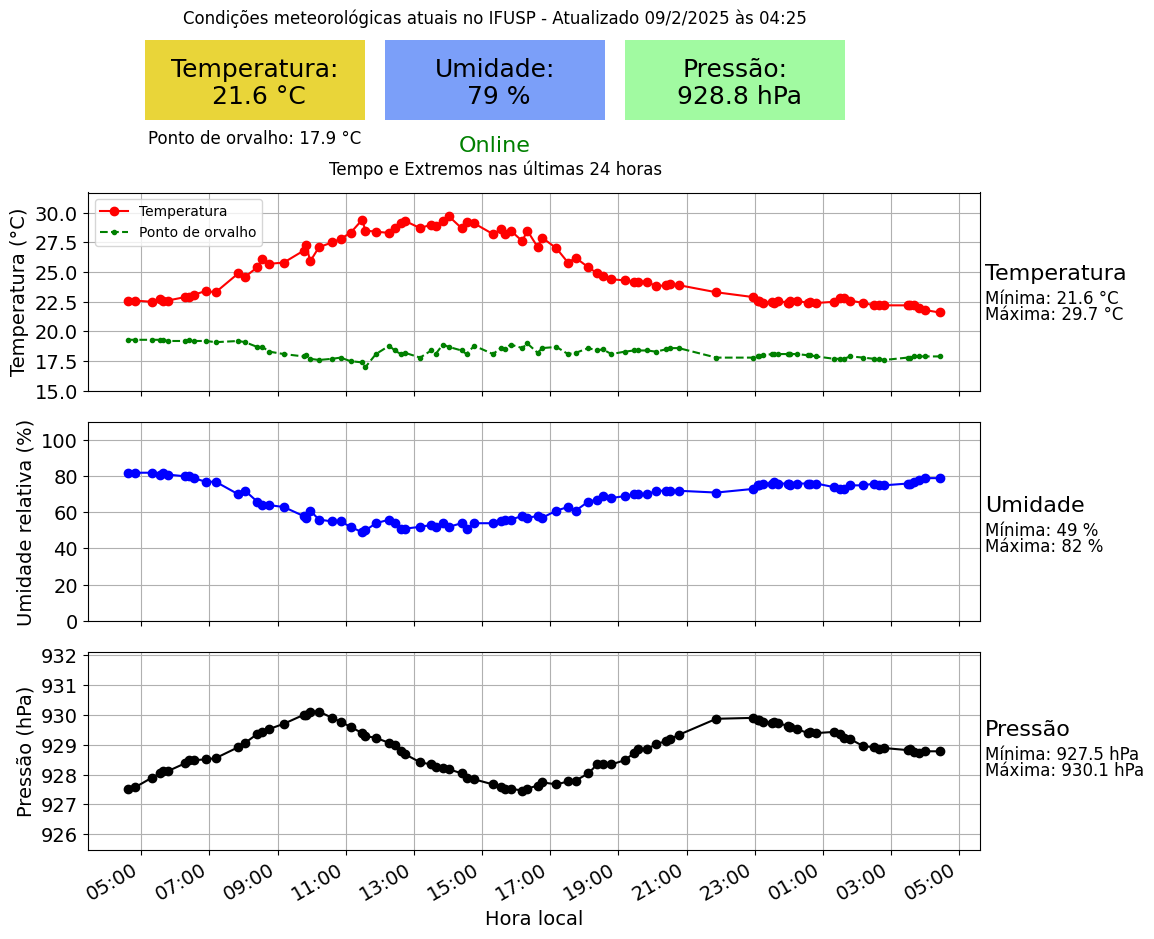 Condições meteorológicas atuais no IFUSP - Atualizado 09/2/2025 às 04:25
Temperatura:
21.6 °C
Umidade:
79 %
Pressão:
928.8 hPa
Ponto de orvalho: 17.9 °C
Online
Tempo e Extremos nas últimas 24 horas
Temperatura (°C)
30.0
27.5
25.0
22.5
20.0
17.5
15.0
Temperatura
Ponto de orvalho
Temperatura
Mínima: 21.6 °C
Máxima: 29.7 °C
Umidade relativa (%)
100
80
60
40
20
0
Umidade
Mínima: 49 %
Máxima: 82 %
Pressão (hPa)
932
931
930
929
928
927
926
Pressão
Mínima: 927.5 hPa
Máxima: 930.1 hPa
05:00 07:00 09:00 11:00 13:00 15:00 17:00 19:00 21:00 23:00 01:00 03:00 05:00
Hora local